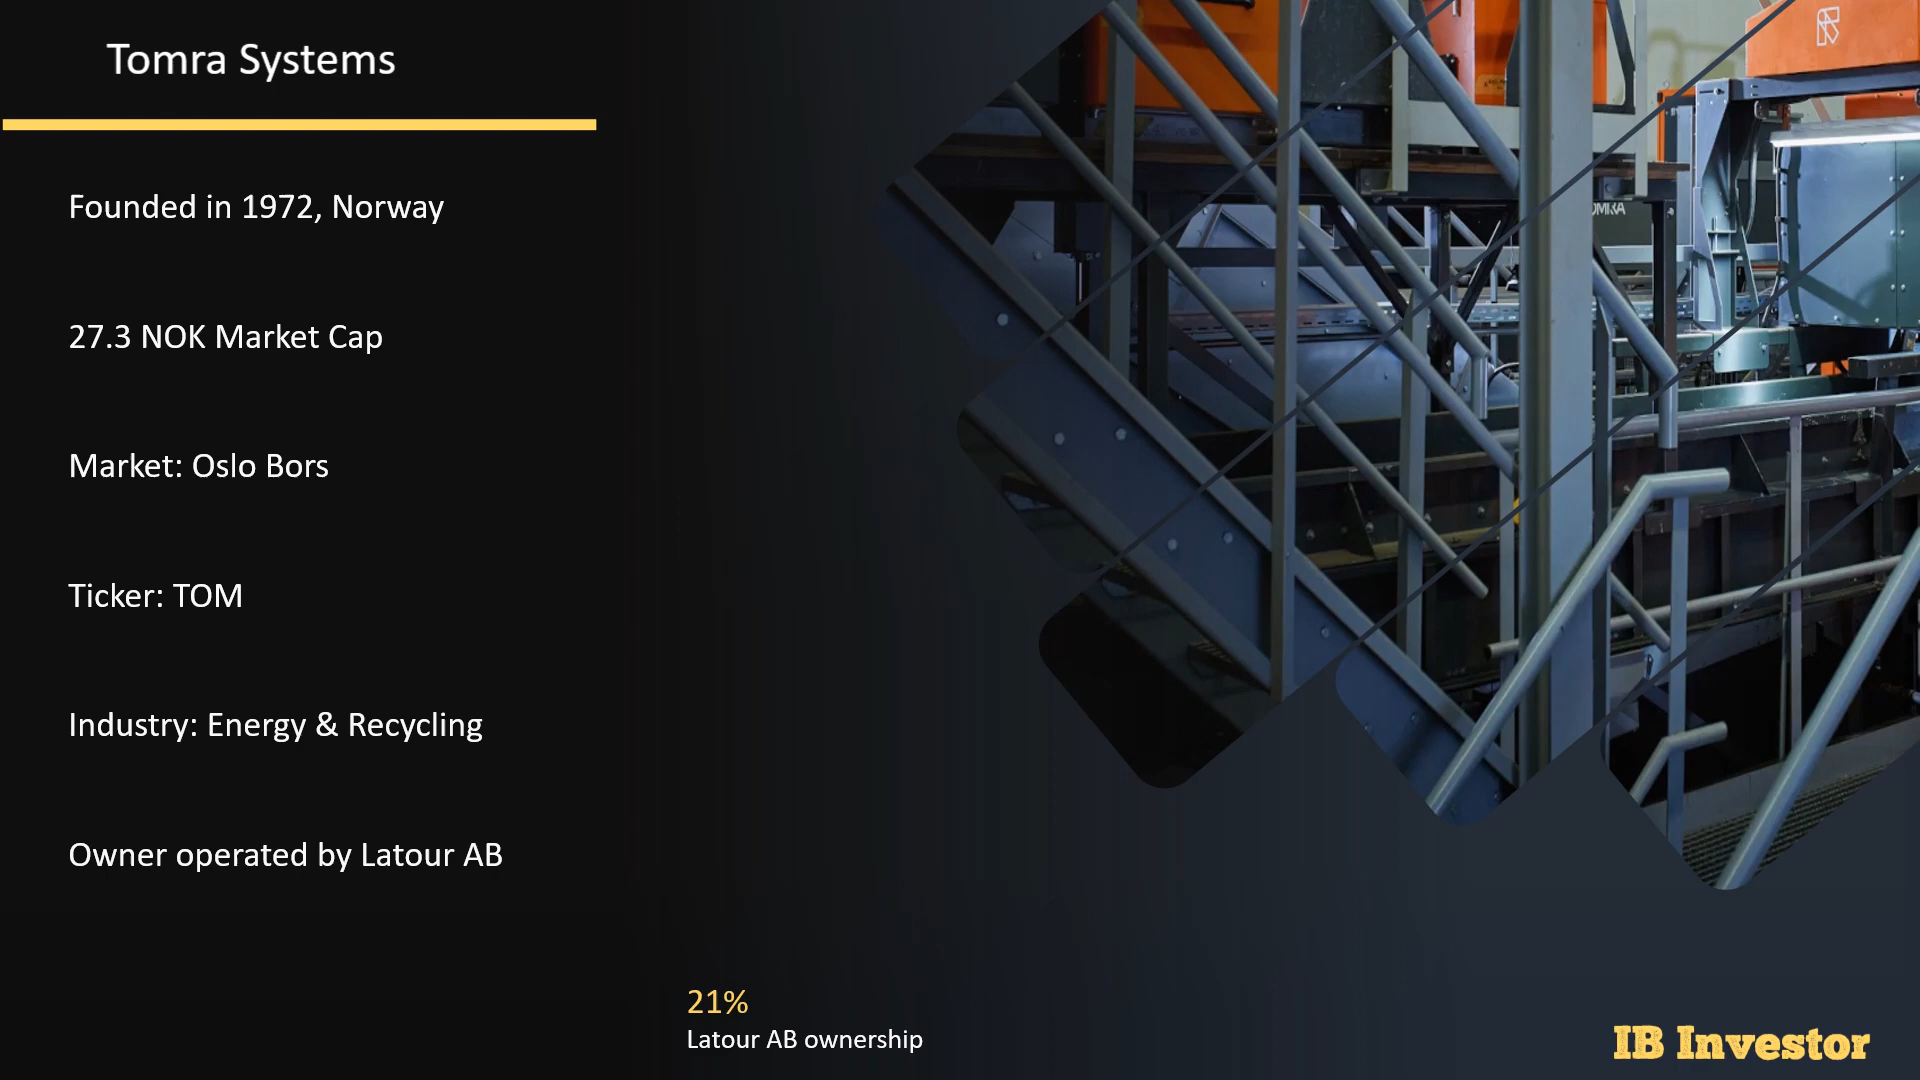 Tomra Systems
Founded in 1972, Norway
27.3 NOK Market Cap
Market: Oslo Bors
Ticker: TOM
Industry: Energy & Recycling
Owner operated by Latour AB
21%
Latour AB ownership
IB Investor